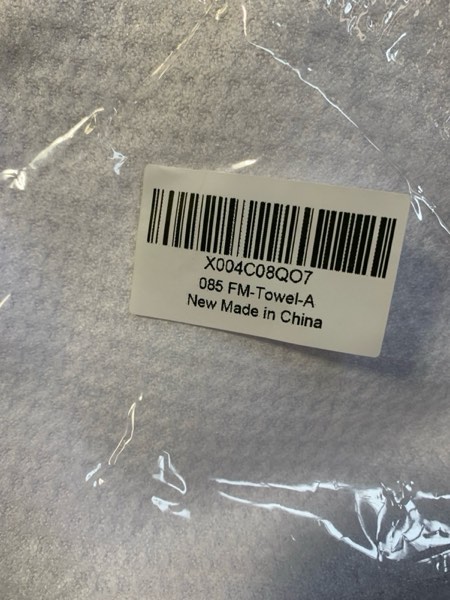 X004C08QO7
085 FM-Towel-A
New Made in China